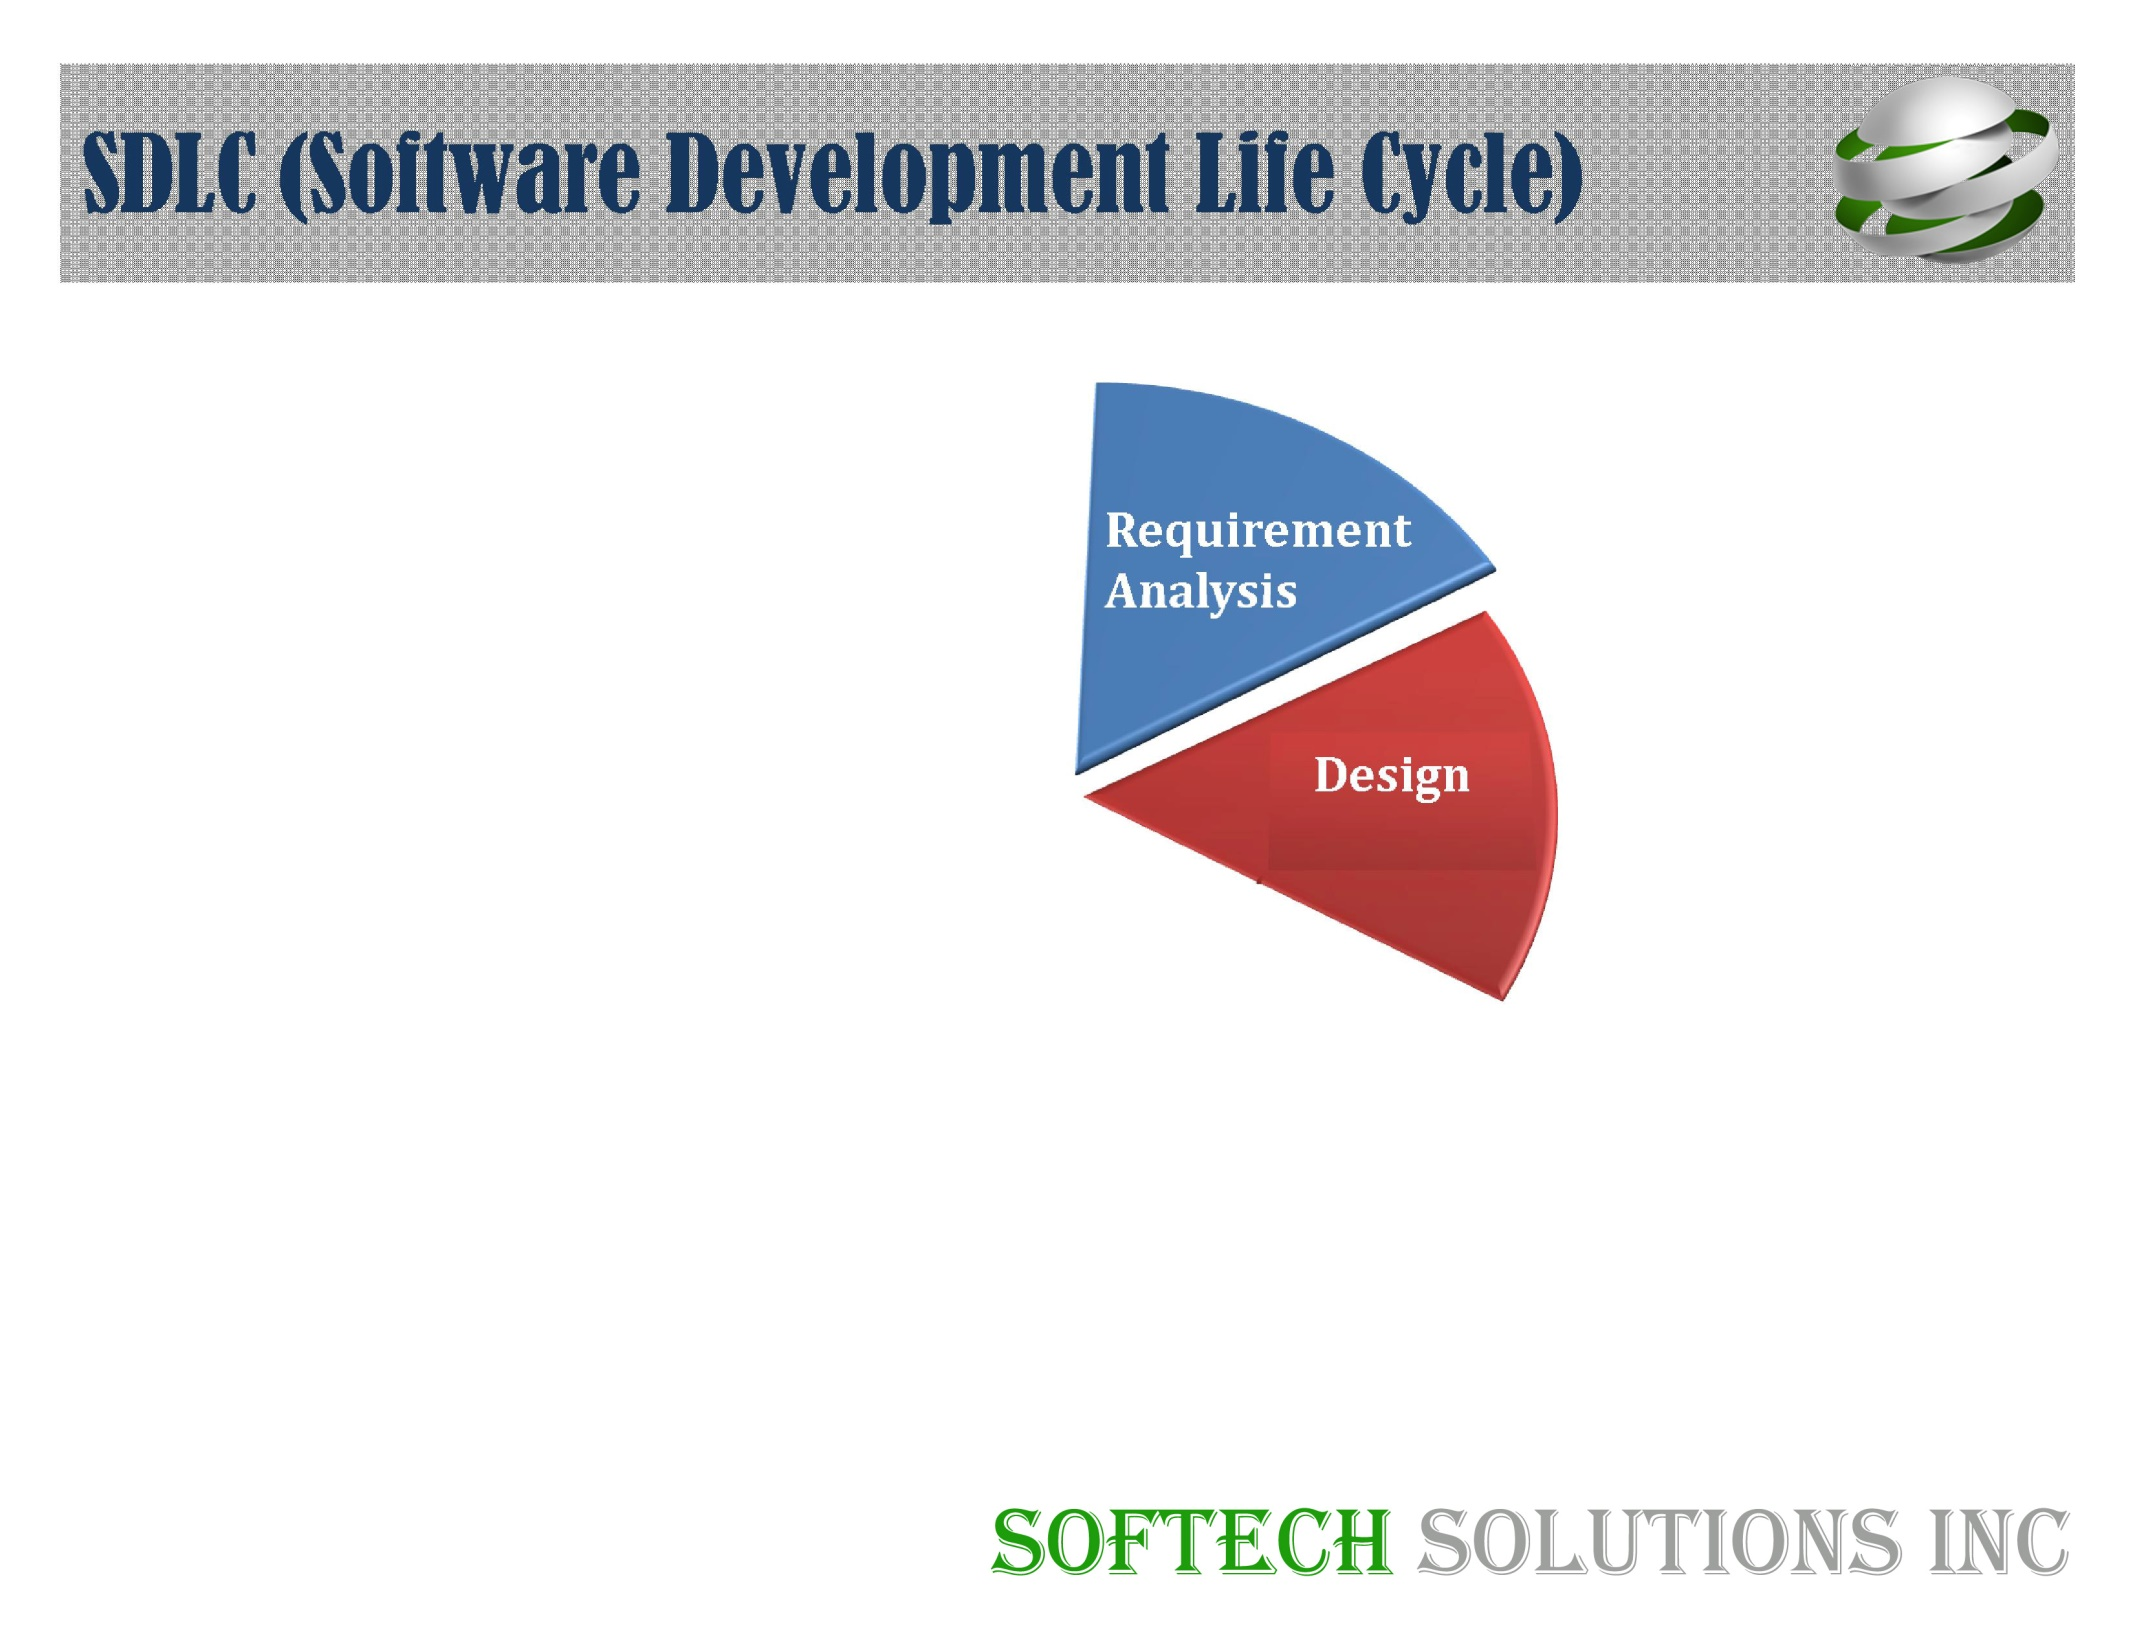 SDLC (Software Development Life Cycle)
Requirement
Analysis
Design
SOFTECH SOLUTIONS INC